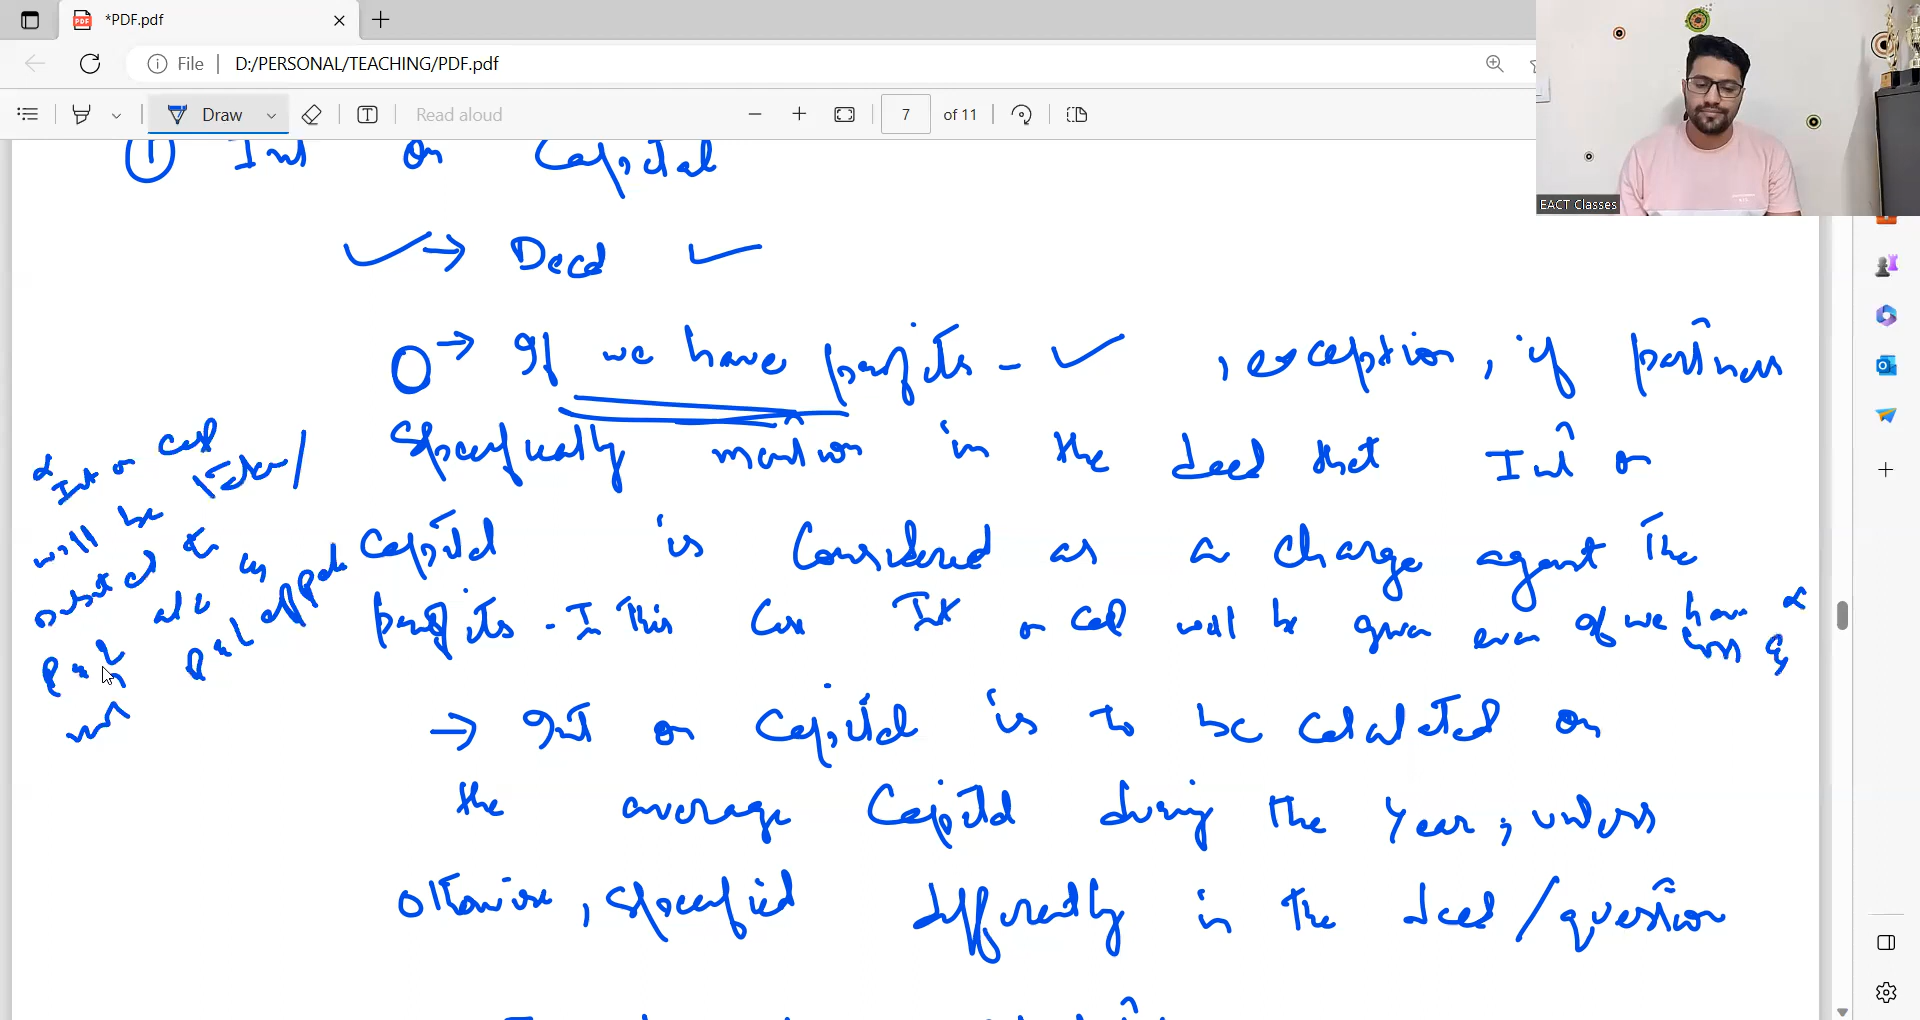 *PDF.pdf
File
D:/PERSONAL/TEACHING/PDF.pdf
Draw
Read aloud
7
of 11
EACT Classes
① Int on Capital
→ Deed
→ If we have profits - , exception, if partners
specifically mention in the deed that Int on
Capital is Considered as a charge against the
profits - In this Case Int on cap will be given even if we have loss &
& Int on cap
will be
P & L
not
P & L
→ Int on Capital is to be calculated on
the average Capital during the Year, unless
otherwise, specified differently in the deed/question